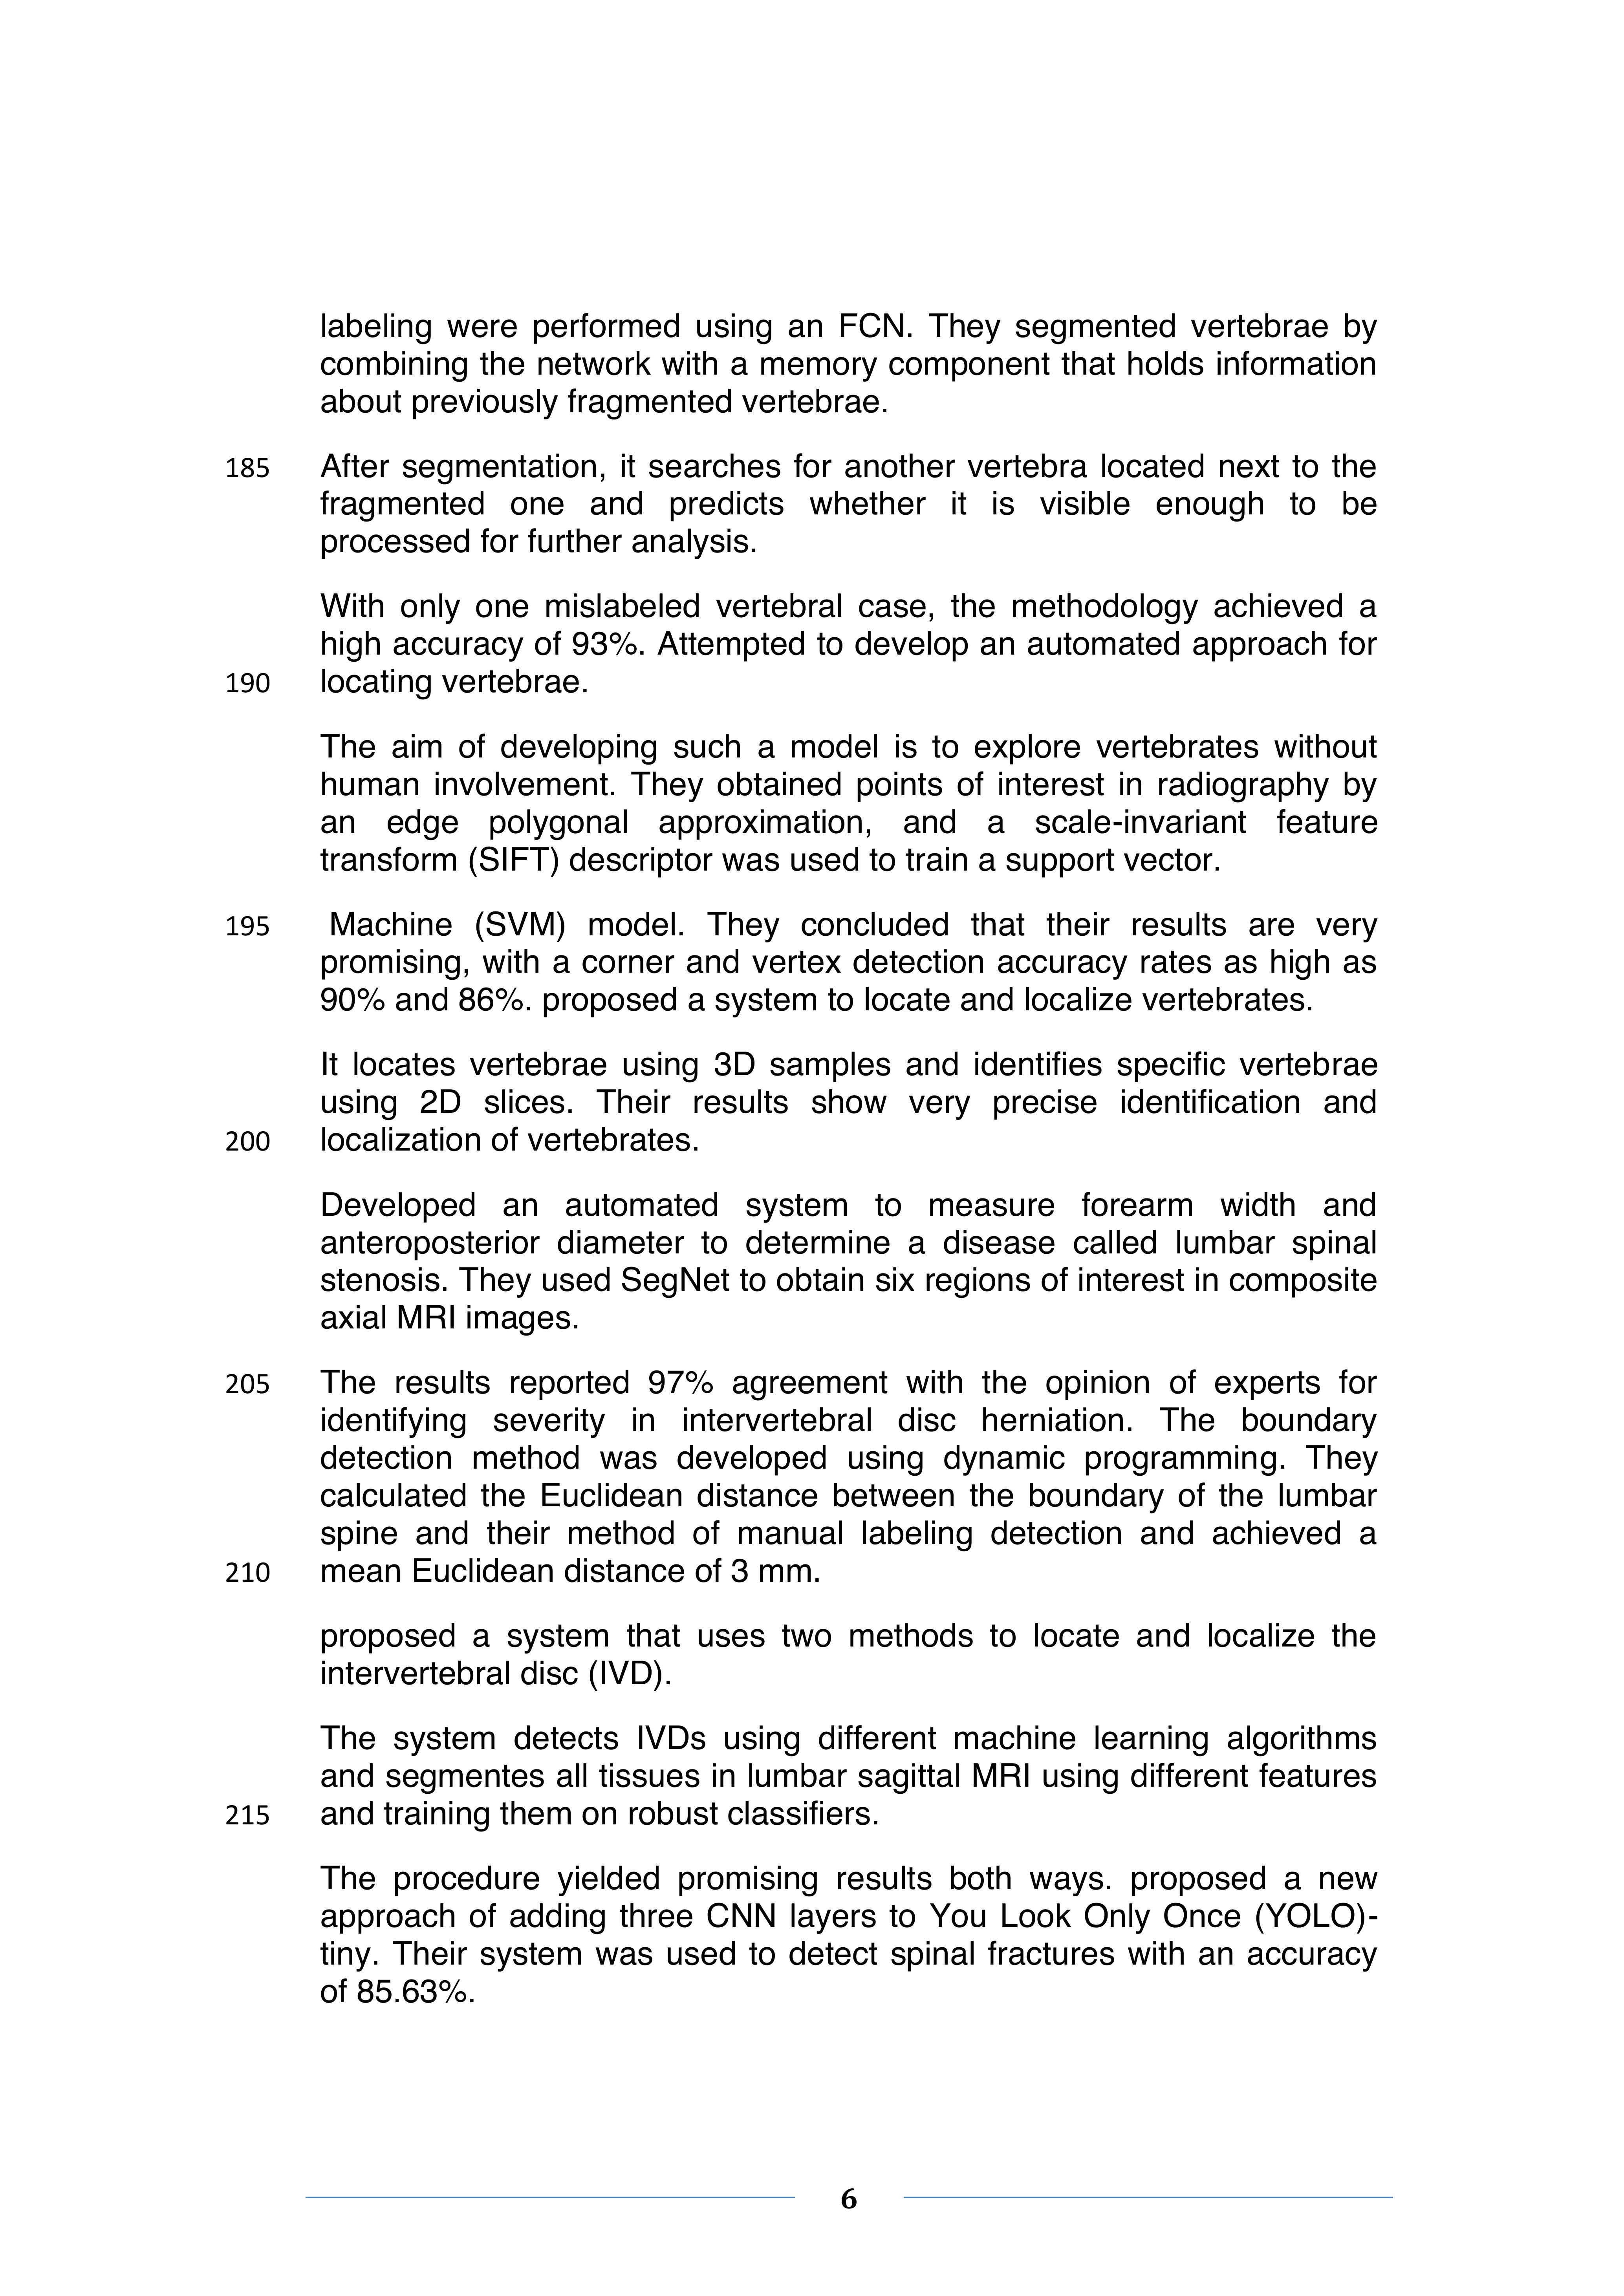 labeling were performed using an FCN. They segmented vertebrae by
combining the network with a memory component that holds information
about previously fragmented vertebrae.
185 After segmentation, it searches for another vertebra located next to the
fragmented one and predicts whether it is visible enough to be
processed for further analysis.
With only one mislabeled vertebral case, the methodology achieved a
high accuracy of 93%. Attempted to develop an automated approach for
190 locating vertebrae.
The aim of developing such a model is to explore vertebrates without
human involvement. They obtained points of interest in radiography by
an edge polygonal approximation, and a scale-invariant feature
transform (SIFT) descriptor was used to train a support vector.
195 Machine (SVM) model. They concluded that their results are very
promising, with a corner and vertex detection accuracy rates as high as
90% and 86%. proposed a system to locate and localize vertebrates.
It locates vertebrae using 3D samples and identifies specific vertebrae
using 2D slices. Their results show very precise identification and
200 localization of vertebrates.
Developed an automated system to measure forearm width and
anteroposterior diameter to determine a disease called lumbar spinal
stenosis. They used SegNet to obtain six regions of interest in composite
axial MRI images.
205 The results reported 97% agreement with the opinion of experts for
identifying severity in intervertebral disc herniation. The boundary
detection method was developed using dynamic programming. They
calculated the Euclidean distance between the boundary of the lumbar
spine and their method of manual labeling detection and achieved a
210 mean Euclidean distance of 3 mm.
proposed a system that uses two methods to locate and localize the
intervertebral disc (IVD).
The system detects IVDs using different machine learning algorithms
and segmentes all tissues in lumbar sagittal MRI using different features
215 and training them on robust classifiers.
The procedure yielded promising results both ways. proposed a new
approach of adding three CNN layers to You Look Only Once (YOLO)-
tiny. Their system was used to detect spinal fractures with an accuracy
of 85.63%.
6